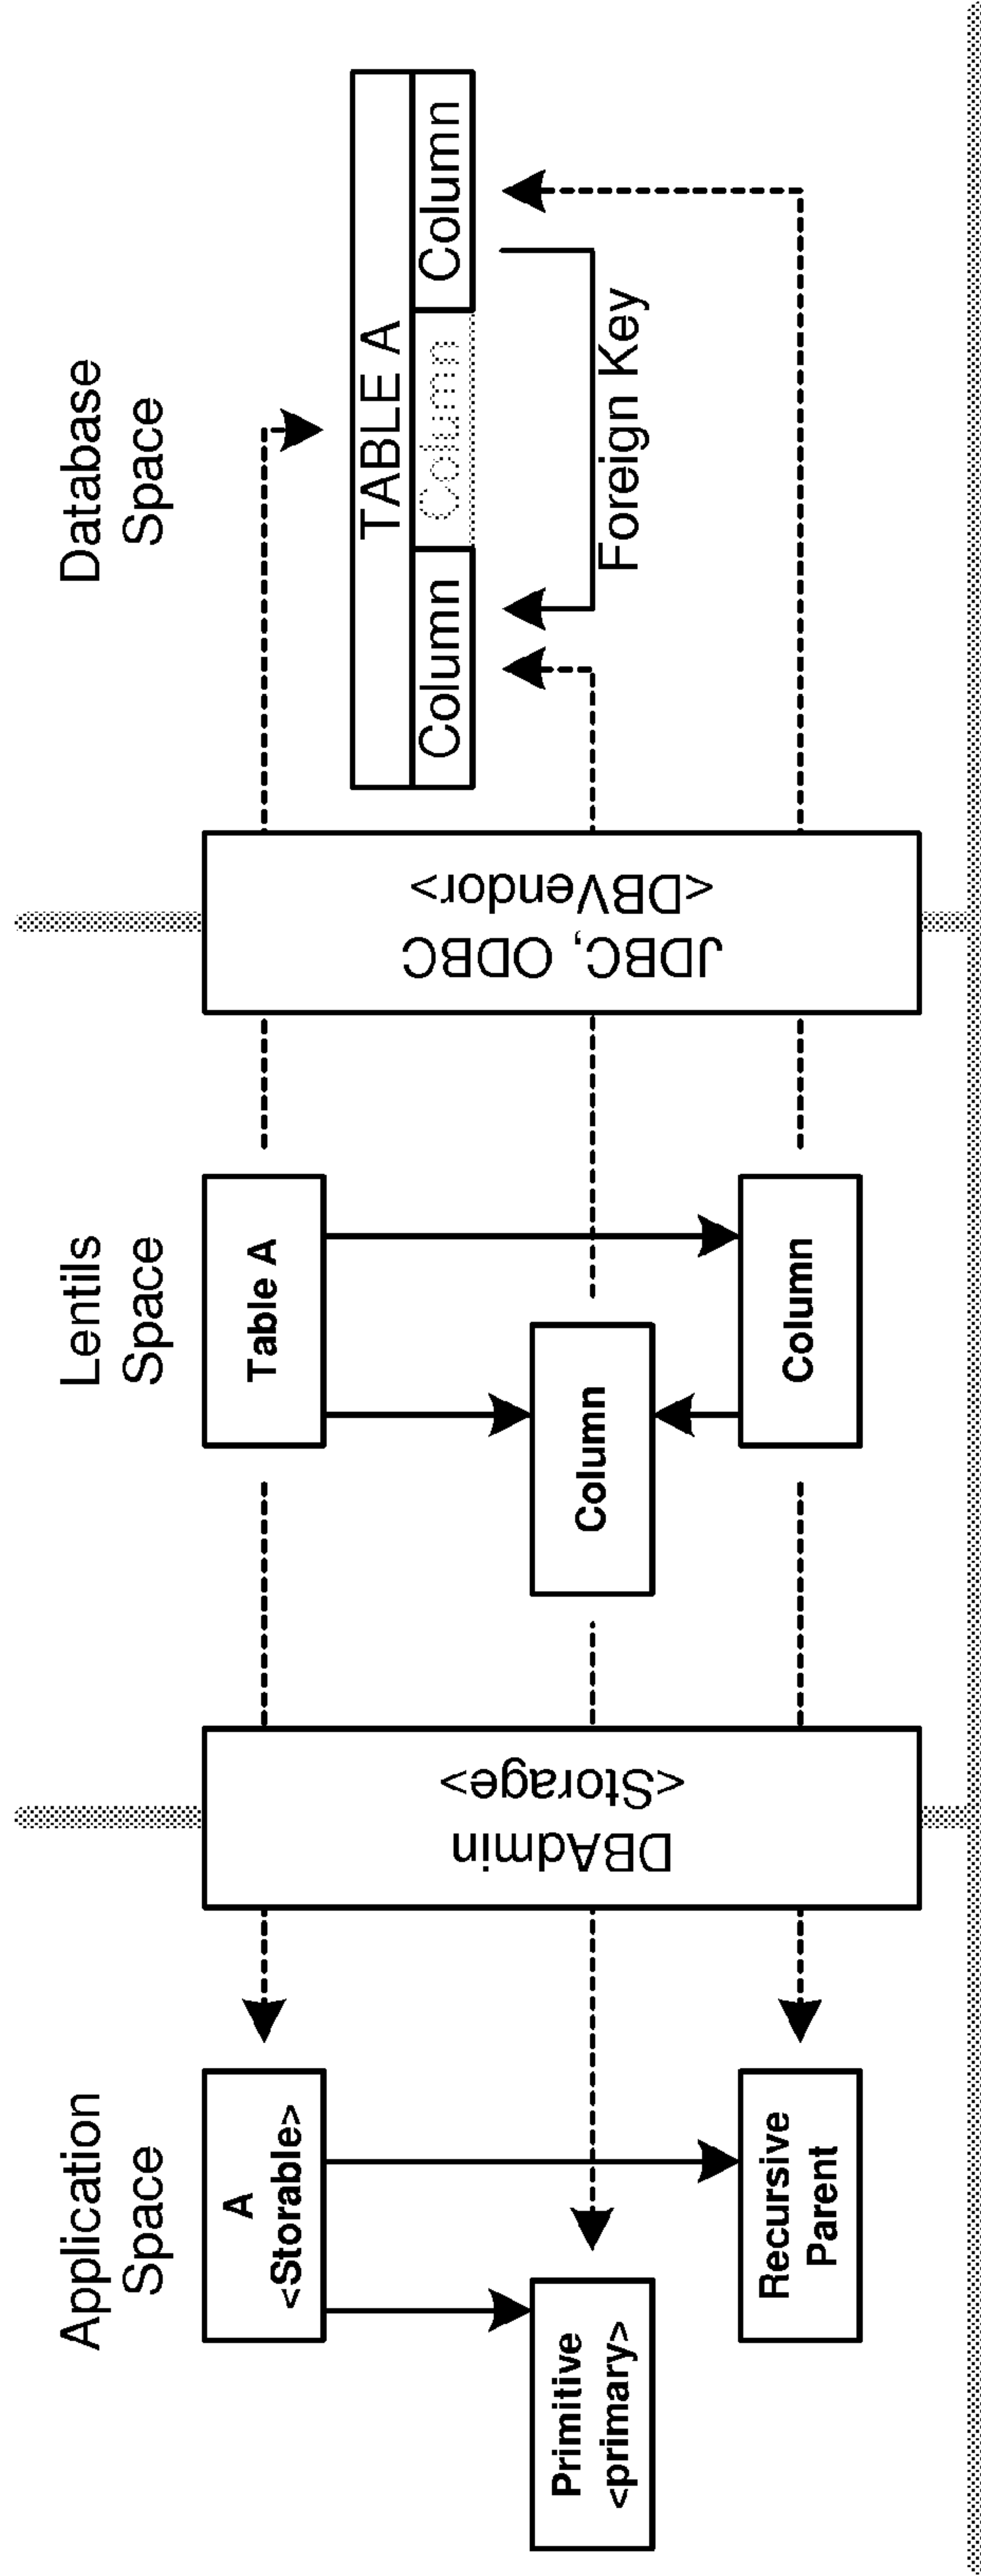 Application
Space
Lentils
Space
Database
Space
A
<Storable>
Primitive
<primary>
Recursive
Parent
DBAdmin
<Storage>
Table A
Column
Column
JDBC, ODBC
<DBVendor>
TABLE A
Column
Column
Column
Foreign Key